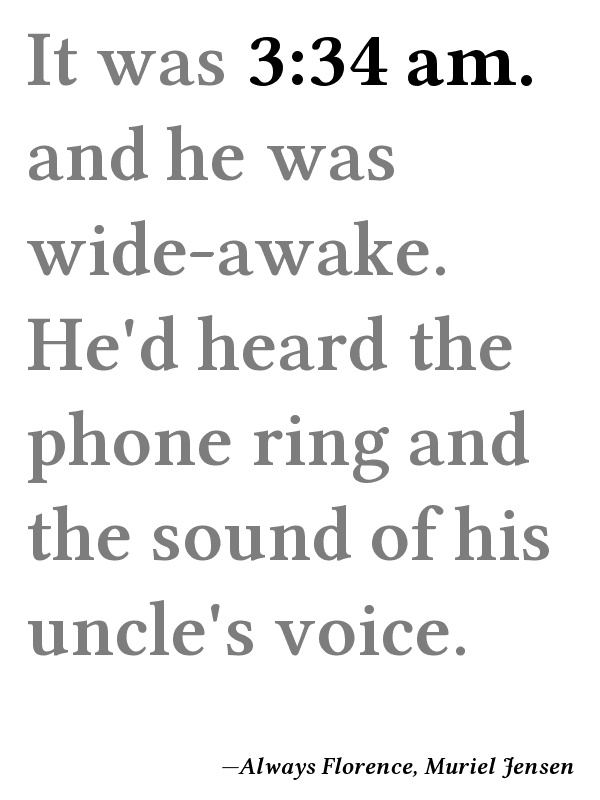 It was 3:34 am.
and he was
wide-awake.
He'd heard the
phone ring and
the sound of his
uncle's voice.
—Always Florence, Muriel Jensen